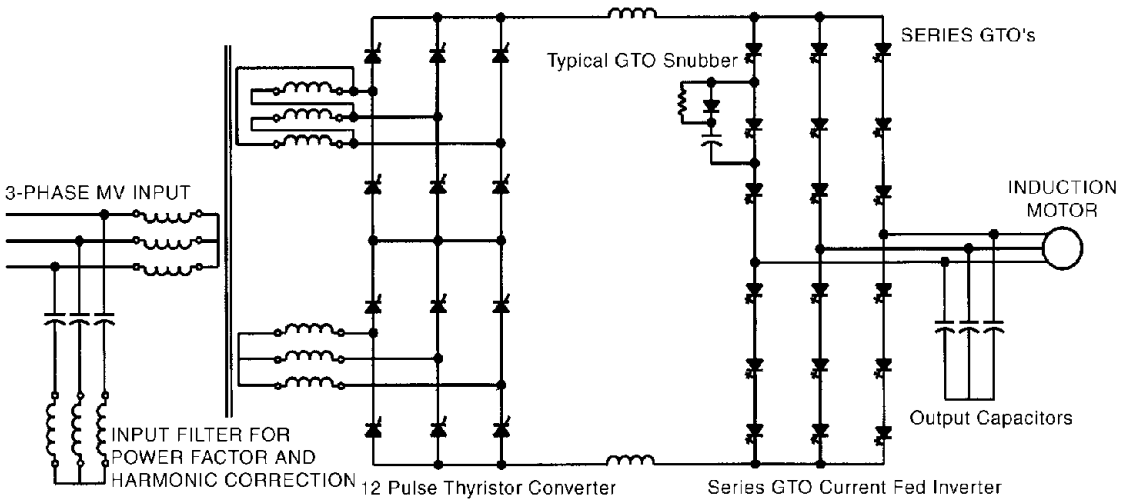 SERIES GTO's
Typical GTO Snubber
3-PHASE MV INPUT
INDUCTION
MOTOR
Output Capacitors
INPUT FILTER FOR
POWER FACTOR AND
HARMONIC CORRECTION
12 Pulse Thyristor Converter
Series GTO Current Fed Inverter